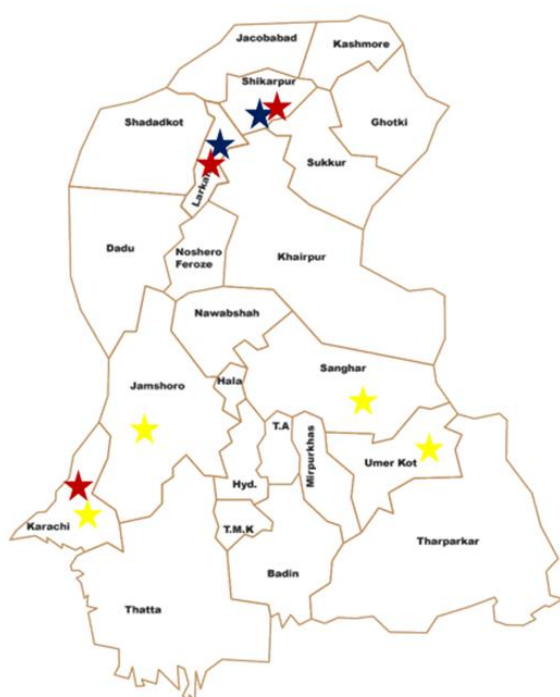 Jacobabad
Kashmore
Shikarpur
Shadadkot
Ghotki
Sukkur
Larkana
Dadu
Noshero
Feroze
Khairpur
Nawabshah
Sanghar
Jamshoro
Hala
T.A
Mirpurkhas
Umer Kot
Hyd.
Karachi
T.M.K
Tharparkar
Badin
Thatta